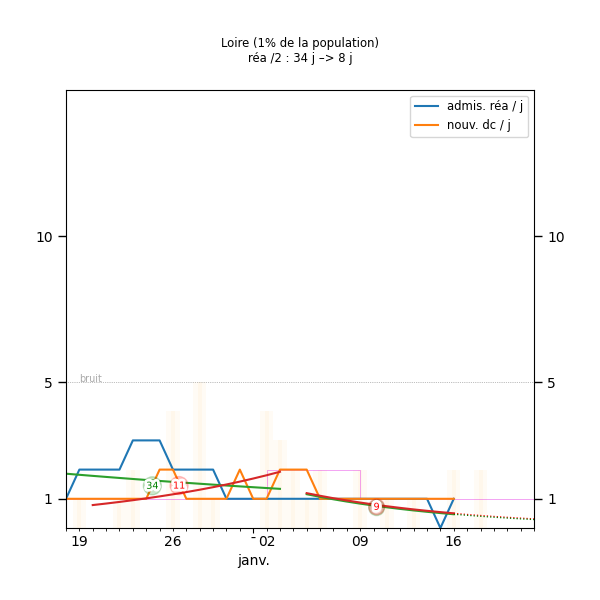 Loire (1% de la population)
réa /2 : 34 j –> 8 j
admis. réa / j
nouv. dc / j
10
10
bruit
5
5
34
11
9
1
1
19
26
02
09
16
janv.